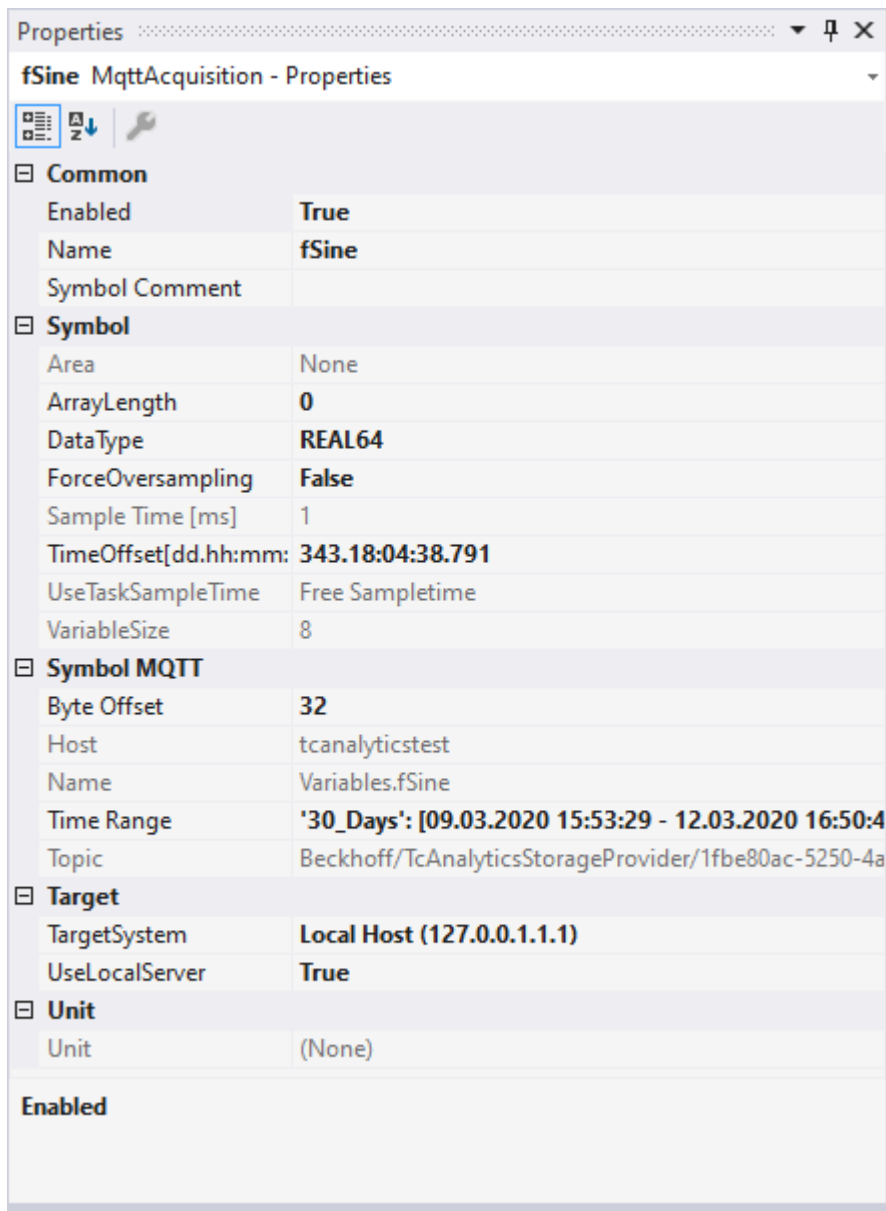 Properties
fSine MqttAcquisition - Properties
Common
Enabled True
Name fSine
Symbol Comment
Symbol
Area None
ArrayLength 0
DataType REAL64
ForceOversampling False
Sample Time [ms] 1
TimeOffset[dd.hh:mm: 343.18:04:38.791
UseTaskSampleTime Free Sampletime
VariableSize 8
Symbol MQTT
Byte Offset 32
Host tcanalyticstest
Name Variables.fSine
Time Range '30_Days': [09.03.2020 15:53:29 - 12.03.2020 16:50:4
Topic Beckhoff/TcAnalyticsStorageProvider/1fbe80ac-5250-4a
Target
TargetSystem Local Host (127.0.0.1.1.1)
UseLocalServer True
Unit
Unit (None)
Enabled